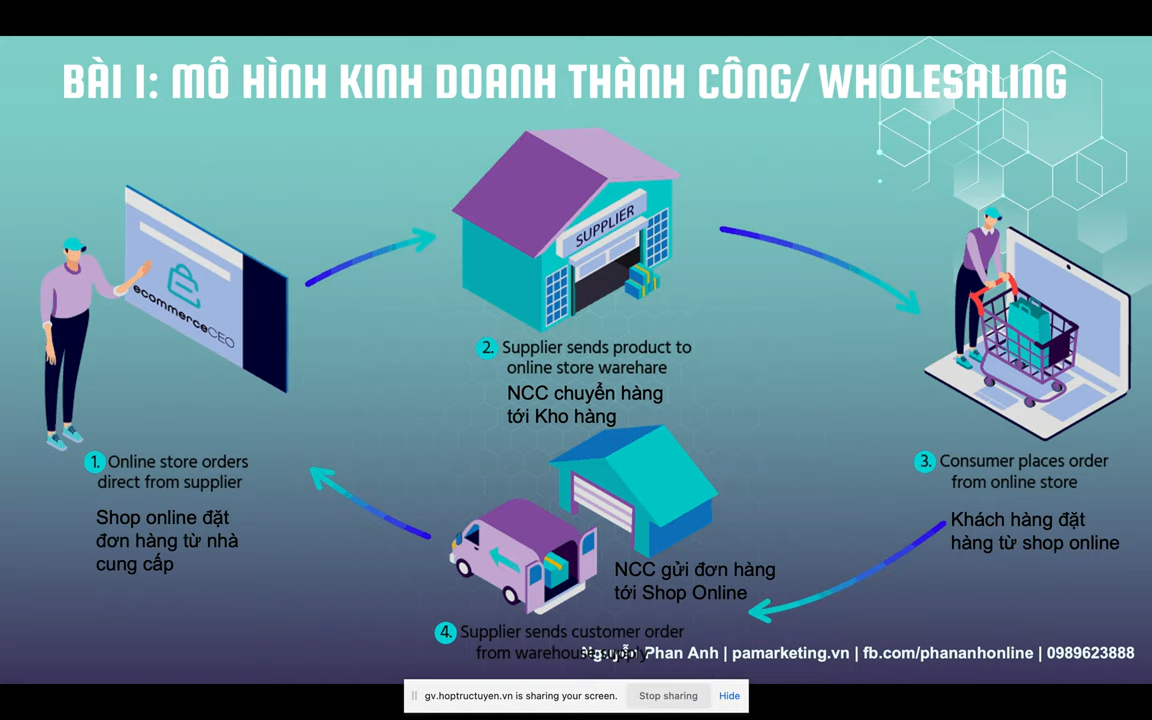 BÀI 1: MÔ HÌNH KINH DOANH THÀNH CÔNG/ WHOLESALING
ecommerceCEO
SUPPLIER
1. Online store orders
direct from supplier
Shop online đặt
đơn hàng từ nhà
cung cấp
2. Supplier sends product to
online store warehare
NCC chuyển hàng
tới Kho hàng
3. Consumer places order
from online store
Khách hàng đặt
hàng từ shop online
NCC gửi đơn hàng
tới Shop Online
4. Supplier sends customer order
from warehouse supply
Nguyễn Phan Anh | pamarketing.vn | fb.com/phananhonline | 0989623888
gv.hoptructuyen.vn is sharing your screen. Stop sharing Hide